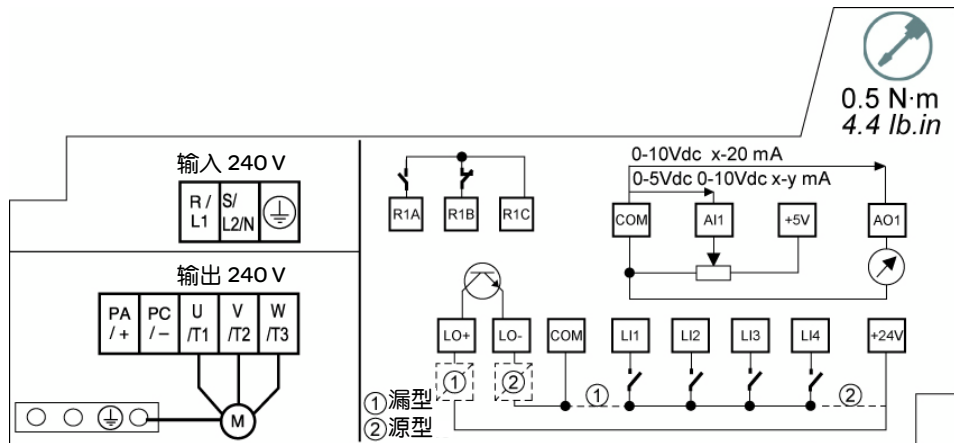 0.5 N·m
4.4 lb.in
输入 240 V
R / L1
S/ L2/N
输出 240 V
PA / +
PC / –
U /T1
V /T2
W /T3
M
R1A
R1B
R1C
0-10Vdc x-20 mA
0-5Vdc 0-10Vdc x-y mA
COM
AI1
+5V
AO1
LO+
LO-
COM
LI1
LI2
LI3
LI4
+24V
①
②
①
②
①漏型
②源型